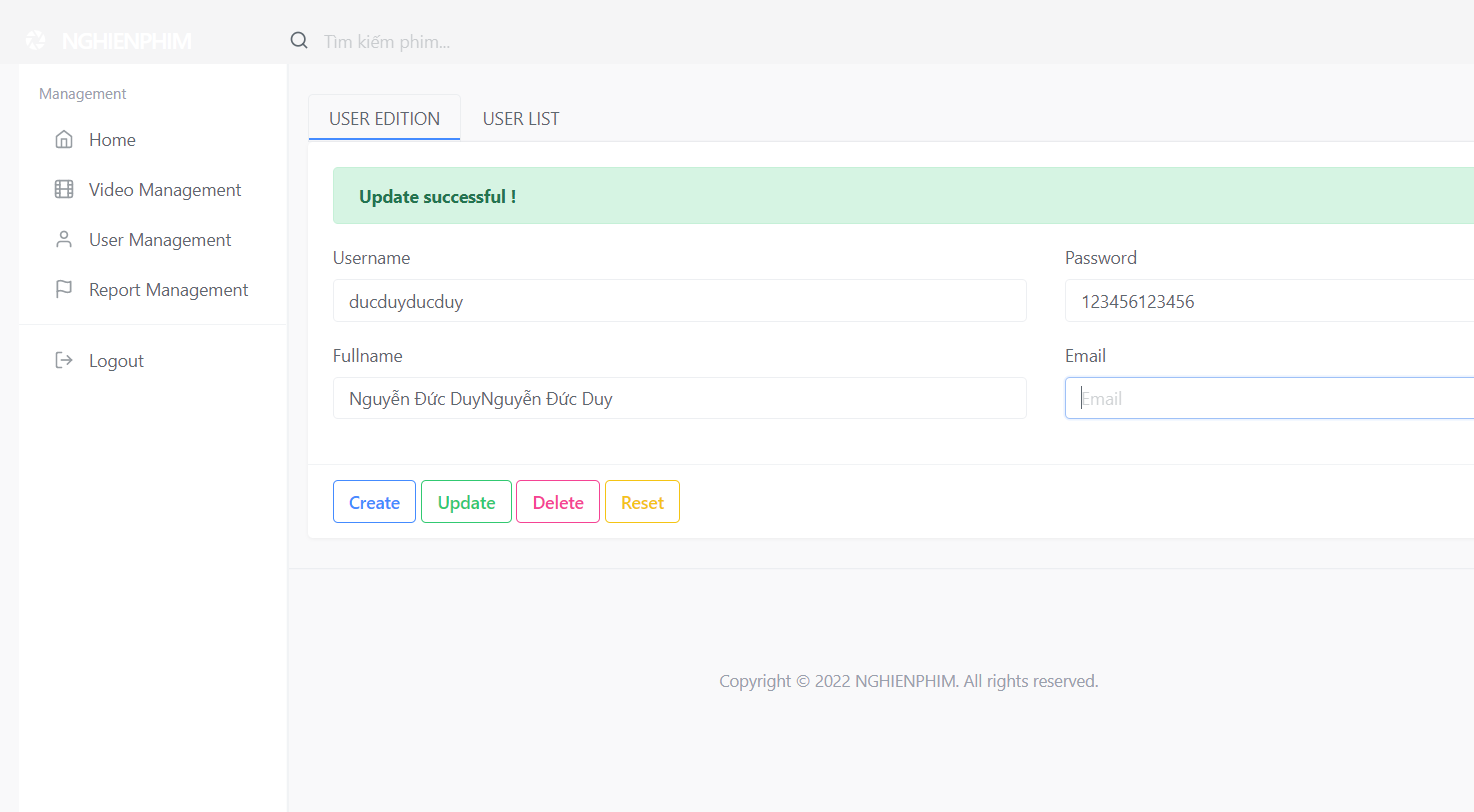 NGHIENPHIM
Tìm kiếm phim...
Management
Home
Video Management
User Management
Report Management
Logout
USER EDITION
USER LIST
Update successful !
Username
Password
ducduyducduy
123456123456
Fullname
Email
Nguyễn Đức DuyNguyễn Đức Duy
Email
Create
Update
Delete
Reset
Copyright © 2022 NGHIENPHIM. All rights reserved.